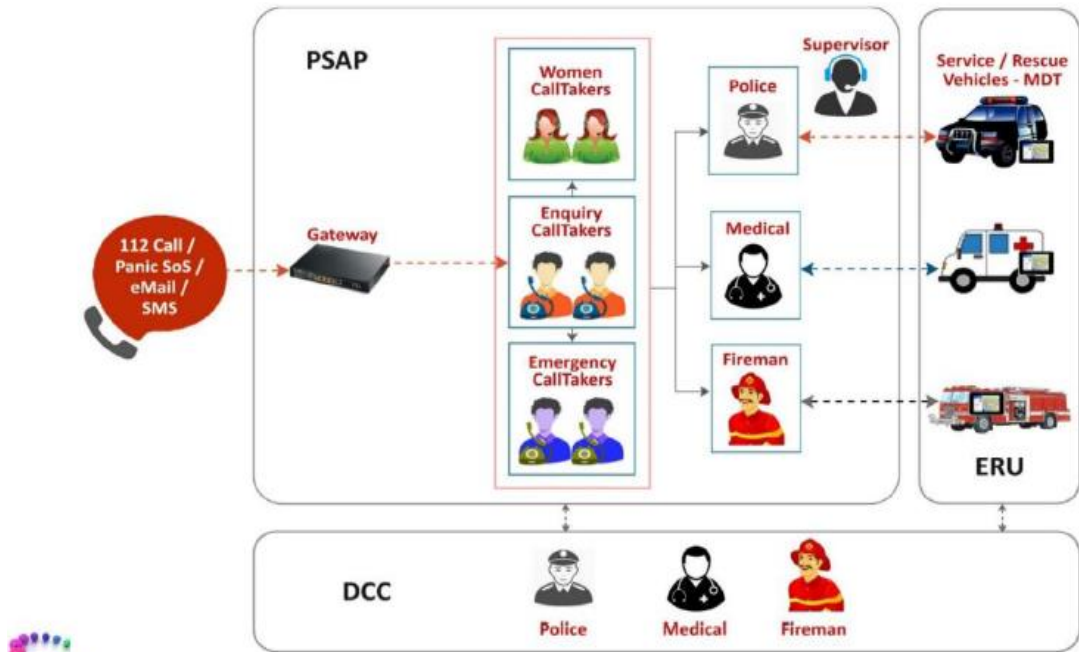 PSAP
Supervisor
Women
CallTakers
Police
Service / Rescue
Vehicles - MDT
112 Call /
Panic SoS /
eMail /
SMS
Gateway
Enquiry
CallTakers
Medical
Emergency
CallTakers
Fireman
ERU
DCC
Police
Medical
Fireman